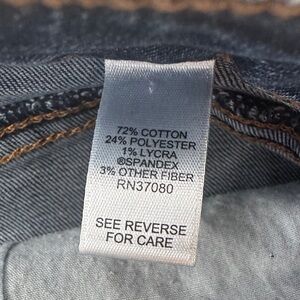 72% COTTON
24% POLYESTER
1% LYCRA
®SPANDEX
3% OTHER FIBER
RN37080
SEE REVERSE
FOR CARE